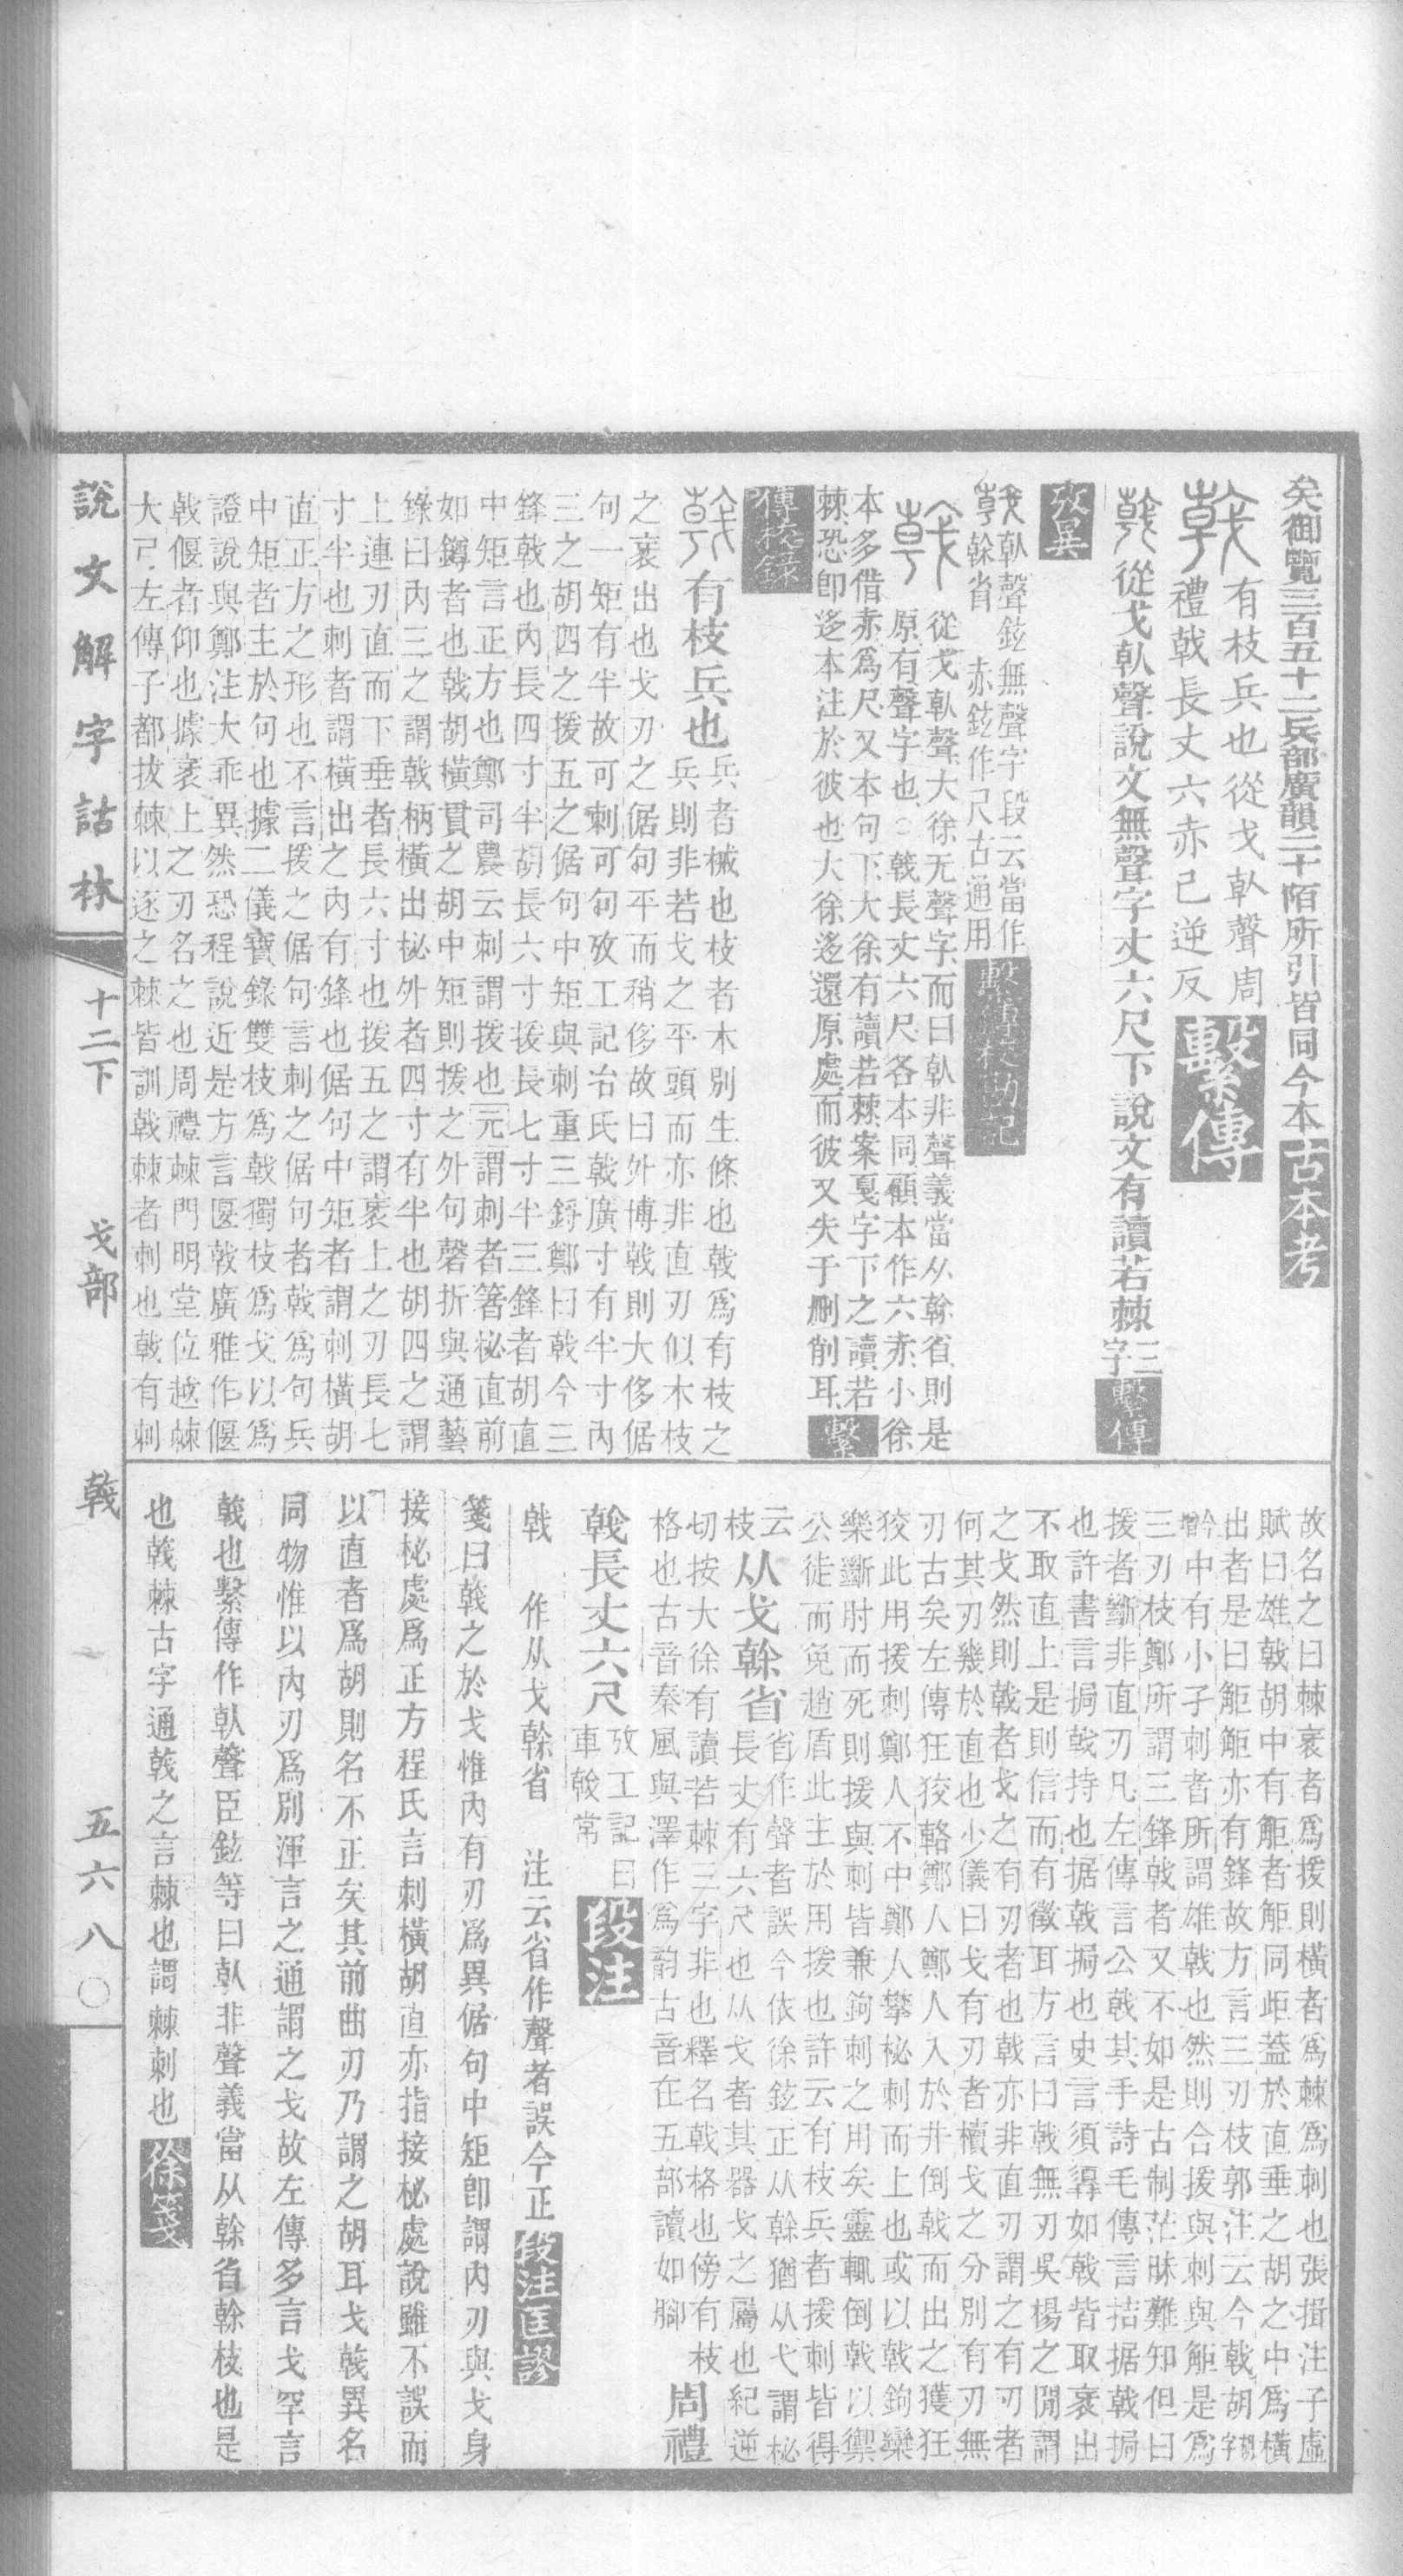 矣御覽三百五十二兵部廣韻二十陌所引皆同今本古本考
有枝兵也從戈倝聲周
禮戟長丈六赤己逆反
繫傳
從戈倝聲說文無聲字丈六尺下說文有讀若棘三字繫傳
攷異
倝聲鉉無聲字段云當作
榦省 赤鉉作尺古通用
繫傳校勘記
從戈倝聲大徐无聲字而曰倝非聲義當从榦省則是
原有聲字也○戟長丈六尺各本同顧本作六赤小徐
本多借赤爲尺又本句下大徐有讀若棘案戛字下之讀若
棘恐卽迻本注於彼也大徐迻還原處而彼又失于刪削耳繫
傳校錄
有枝兵也
兵者械也枝者木別生條也戟爲有枝之
兵則非若戈之平頭而亦非直刃似木枝
之衺出也戈刃之倨句平而稍侈故曰外博戟則大侈倨
句一矩有半故可刺可句攷工記冶氏戟廣寸有半寸內
三之胡四之援五之倨句中矩與刺重三鋝鄭曰戟今三
鋒戟也內長四寸半胡長六寸援長七寸半三鋒者胡直
中矩言正方也鄭司農云刺謂援也元謂刺者箸柲直前
如鐏者也戟胡橫貫之胡中矩則援之外句磬折與通藝
錄曰內三之謂戟柄橫出柲外者四寸有半也胡四之謂
上連刃直而下垂者長六寸也援五之謂衺上之刃長七
寸半也刺者謂橫出之內有鋒也倨句中矩者謂刺橫胡
直正方之形也不言援之倨句言刺之倨句者戟爲句兵
中矩者主於句也據二儀寶錄雙枝爲戟獨枝爲戈以爲
證說與鄭注大乖異然恐程說近是方言匽戟廣雅作偃
戟偃者仰也據衺上之刃名之也周禮棘門明堂位越棘
大弓左傳子都拔棘以逐之棘皆訓戟棘者刺也戟有刺
故名之曰棘衺者爲援則橫者爲棘爲刺也張揖注子虛
賦曰雄戟胡中有䱜者䱜同歫蓋於直垂之胡之中爲橫
出者是曰䱜䱜亦有鋒故方言三刃枝郭注云今戟胡
中有小孑刺者所謂雄戟也然則合援與刺與䱜是爲
三刃枝鄭所謂三鋒戟者又不如是古制茫昧難知但曰
援者斷非直刃凡左傳言公戟其手詩毛傳言拮据戟挶
也許書言挶戟持也据戟挶也史言須髥如戟皆取衺出
不取直上是則信而有徵耳方言曰戟無刃吳楊之閒謂
之戈然則戟者戈之有刃者也戟亦非直刃謂之有刃者
何其刃幾於直也少儀曰戈有刃者櫝戈之分別有刃無
刃古矣左傳狂狡輅鄭人鄭人入於井倒戟而出之獲狂
狡此用援刺鄭人不中鄭人攀柲刺而上也或以戟鉤欒
樂斷肘而死則援與刺皆兼鉤刺之用矣靈輒倒戟以禦
公徒而免趙盾此主於用援也許云有枝兵者援刺皆得
云
枝
从戈榦省
省作聲者誤今依徐鉉正从榦猶从弋謂柲
長丈有六尺也从戈者其器戈之屬也紀逆
切按大徐有讀若棘三字非也釋名戟格也傍有枝
格也古音秦風與澤作爲韵古音在五部讀如腳
周禮
戟長丈六尺
攷工記曰
車戟常
段注
戟 作从戈榦省 注云省作聲者誤今正段注匡謬
箋曰戟之於戈惟內有刃爲異倨句中矩卽謂內刃與戈身
接柲處爲正方程氏言刺橫胡直亦指接柲處說雖不誤而
以直者爲胡則名不正矣其前曲刃乃謂之胡耳戈戟異名
同物惟以內刃爲別渾言之通謂之戈故左傳多言戈罕言
戟也繫傳作倝聲臣鉉等曰倝非聲義當从榦省榦枝也是
也戟棘古字通戟之言棘也謂棘刺也徐箋
說文解字詁林 十二下 戈部 戟 五六八〇